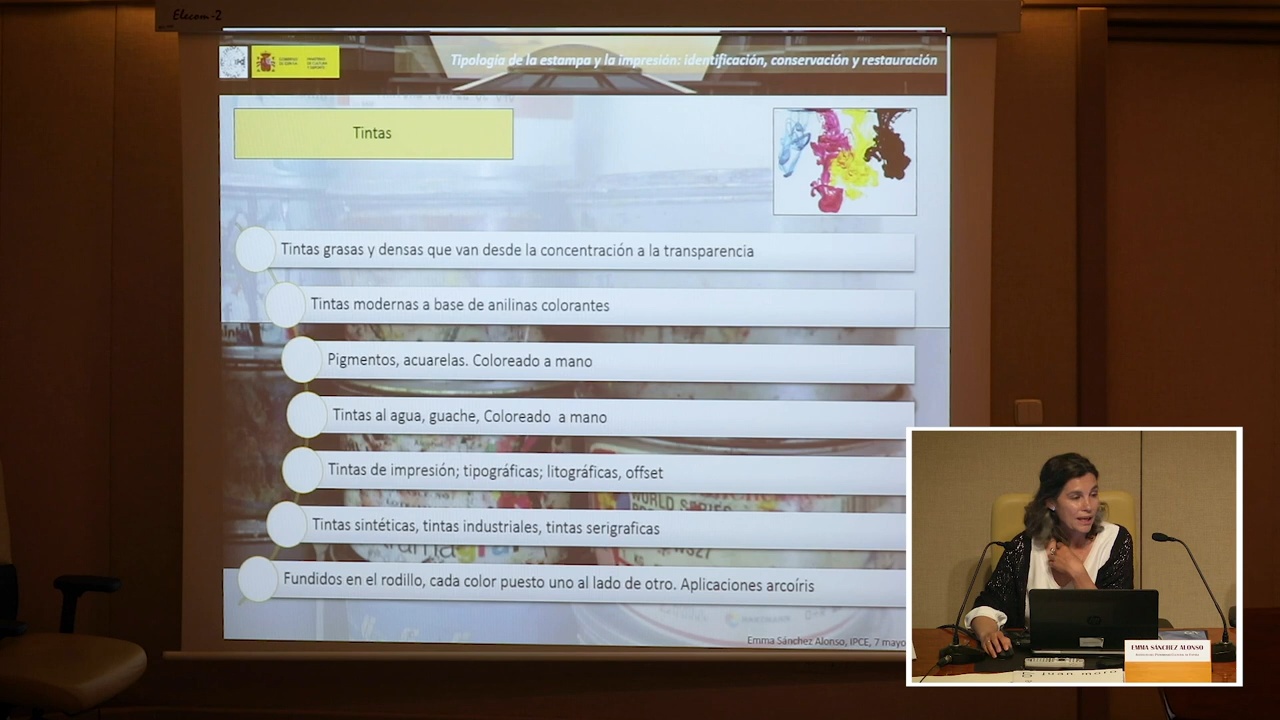 Elecom-2
Tipología de la estampa y la impresión: identificación, conservación y restauración
Tintas
Tintas grasas y densas que van desde la concentración a la transparencia
Tintas modernas a base de anilinas colorantes
Pigmentos, acuarelas. Coloreado a mano
Tintas al agua, guache, Coloreado a mano
Tintas de impresión; tipográficas; litográficas, offset
WORLD SERIES
Tintas sintéticas, tintas industriales, tintas serigraficas
Fundidos en el rodillo, cada color puesto uno al lado de otro. Aplicaciones arcoíris
Emma Sánchez Alonso, IPCE, 7 mayo
EMMA SÁNCHEZ ALONSO